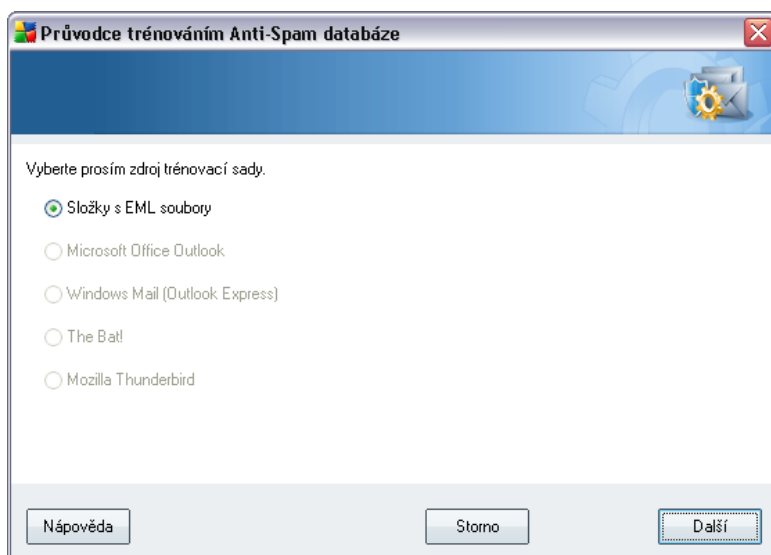 Průvodce trénováním Anti-Spam databáze
Vyberte prosím zdroj trénovací sady.
Složky s EML soubory
Microsoft Office Outlook
Windows Mail (Outlook Express)
The Bat!
Mozilla Thunderbird
Nápověda
Storno
Další